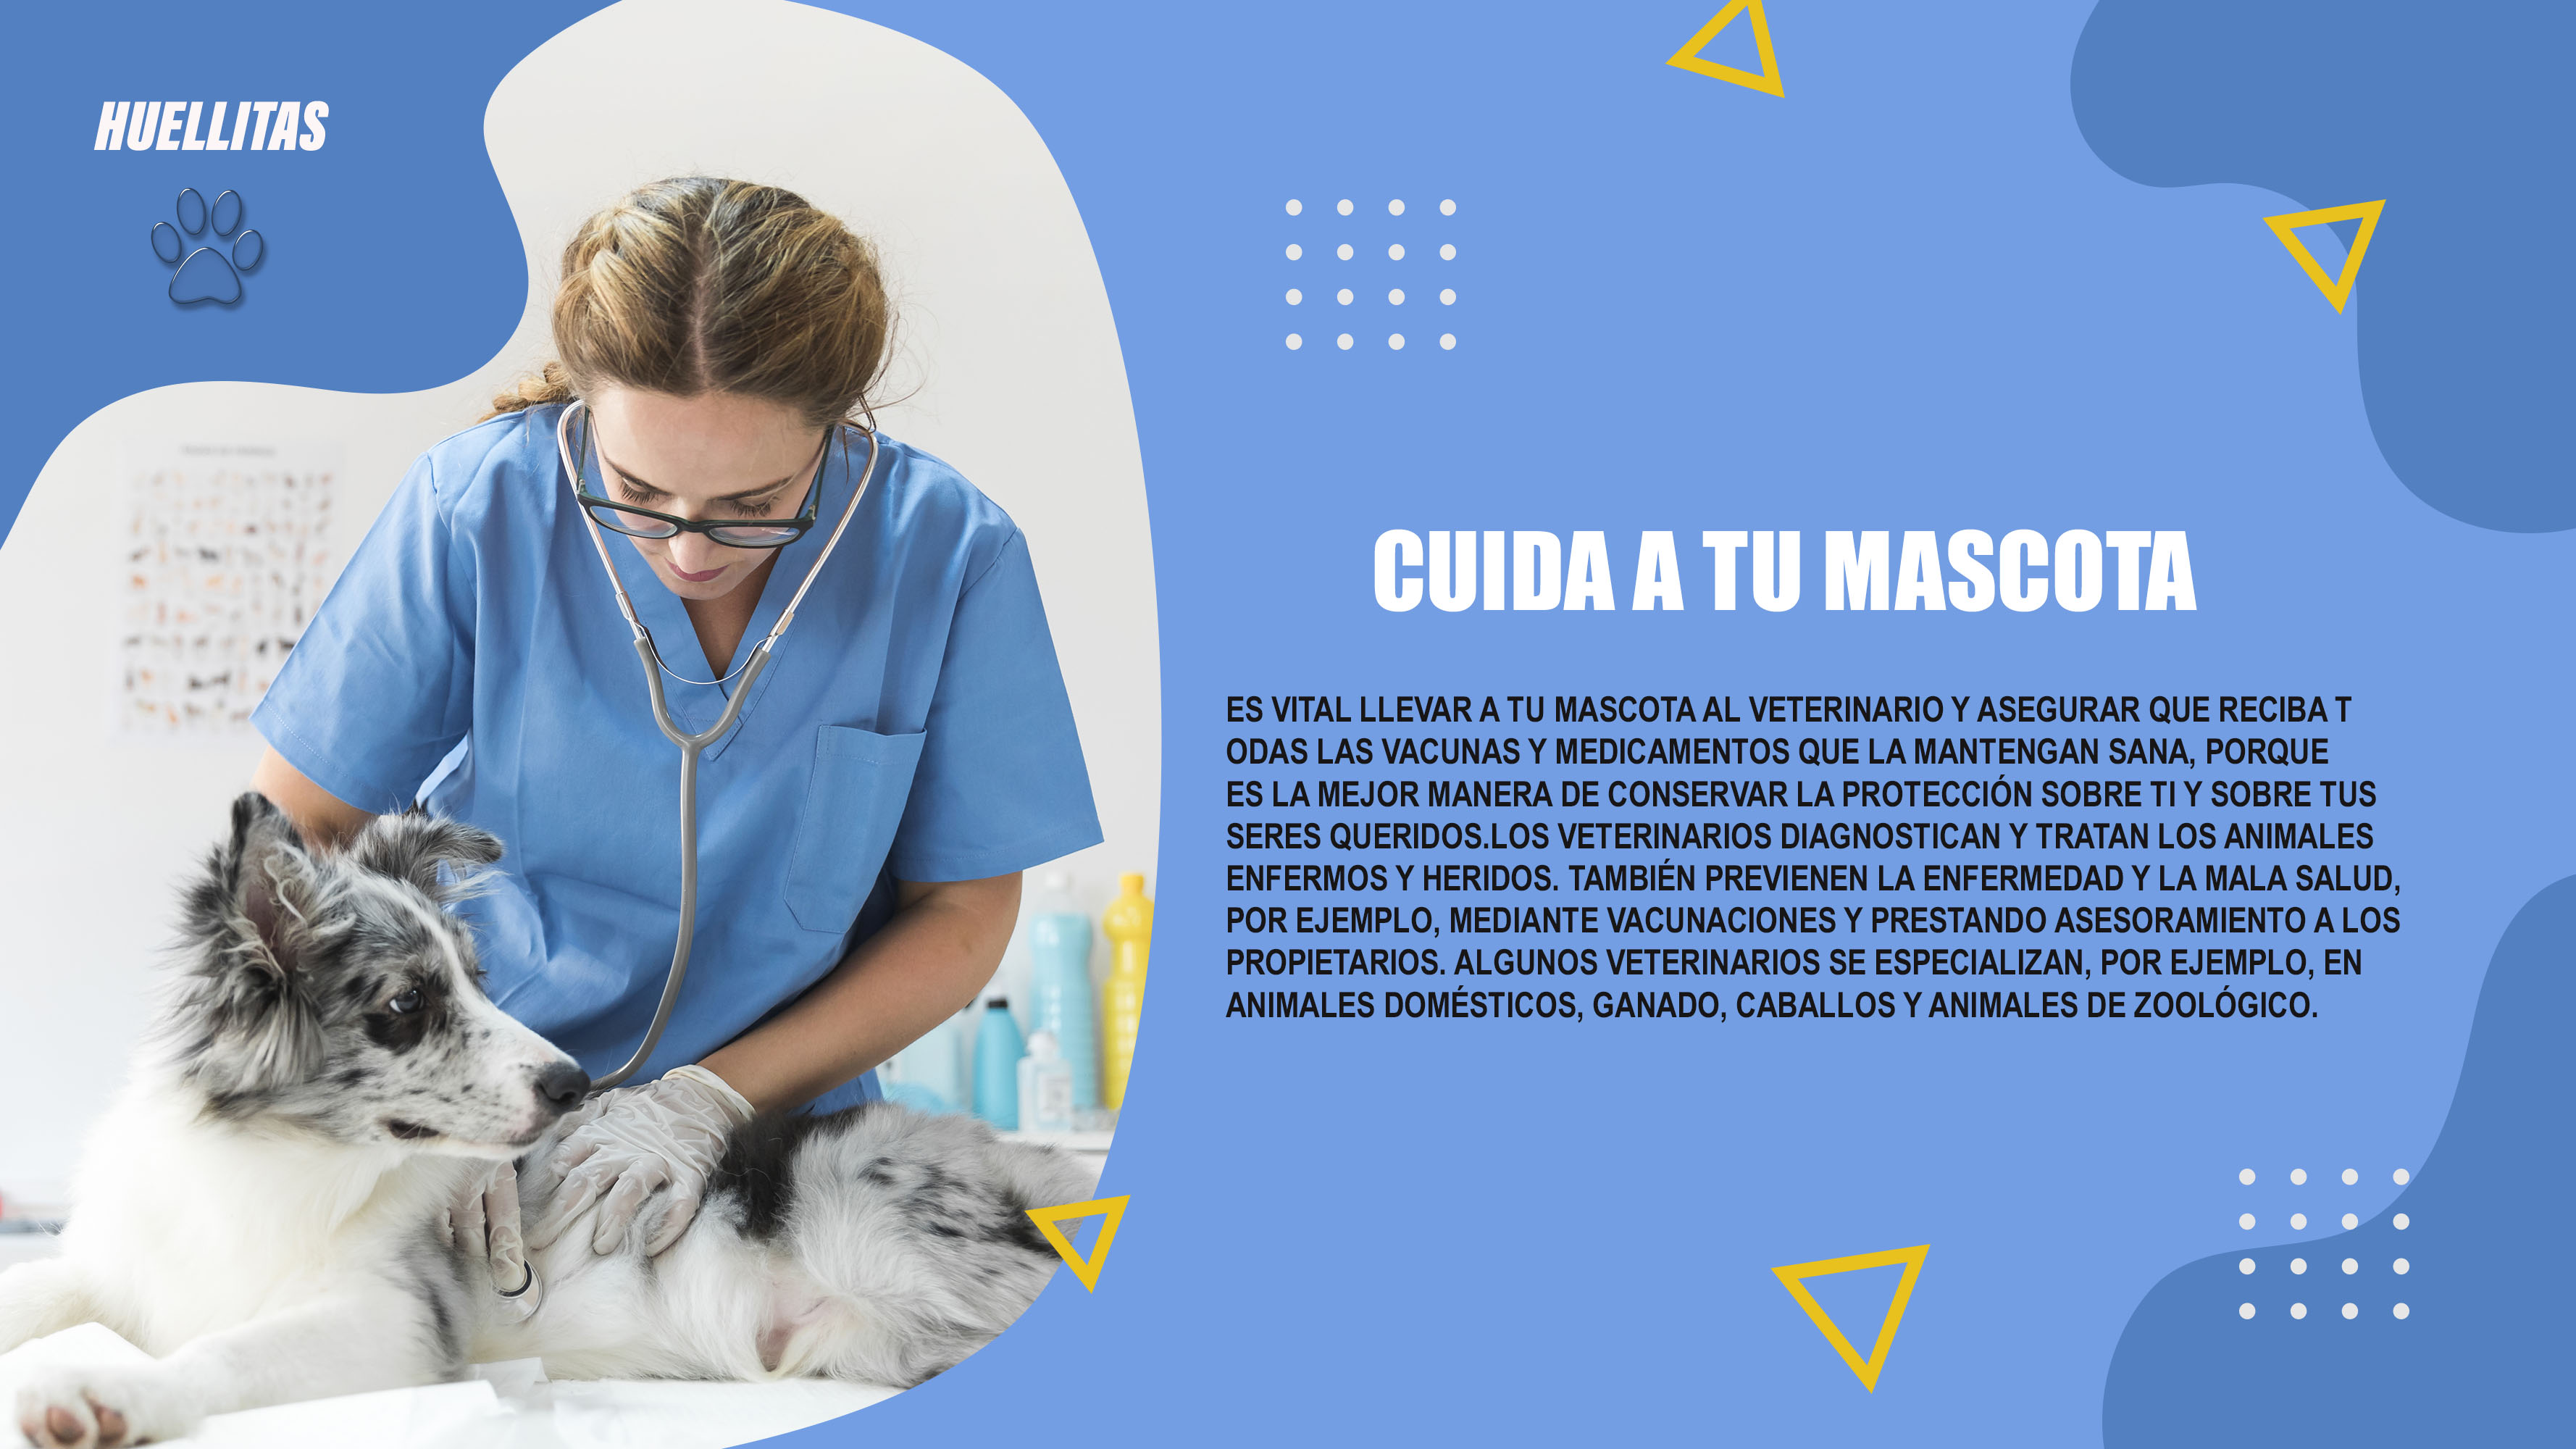 HUELLITAS
CUIDA A TU MASCOTA
ES VITAL LLEVAR A TU MASCOTA AL VETERINARIO Y ASEGURAR QUE RECIBA T
ODAS LAS VACUNAS Y MEDICAMENTOS QUE LA MANTENGAN SANA, PORQUE
ES LA MEJOR MANERA DE CONSERVAR LA PROTECCIÓN SOBRE TI Y SOBRE TUS
SERES QUERIDOS.LOS VETERINARIOS DIAGNOSTICAN Y TRATAN LOS ANIMALES
ENFERMOS Y HERIDOS. TAMBIÉN PREVIENEN LA ENFERMEDAD Y LA MALA SALUD,
POR EJEMPLO, MEDIANTE VACUNACIONES Y PRESTANDO ASESORAMIENTO A LOS
PROPIETARIOS. ALGUNOS VETERINARIOS SE ESPECIALIZAN, POR EJEMPLO, EN
ANIMALES DOMÉSTICOS, GANADO, CABALLOS Y ANIMALES DE ZOOLÓGICO.